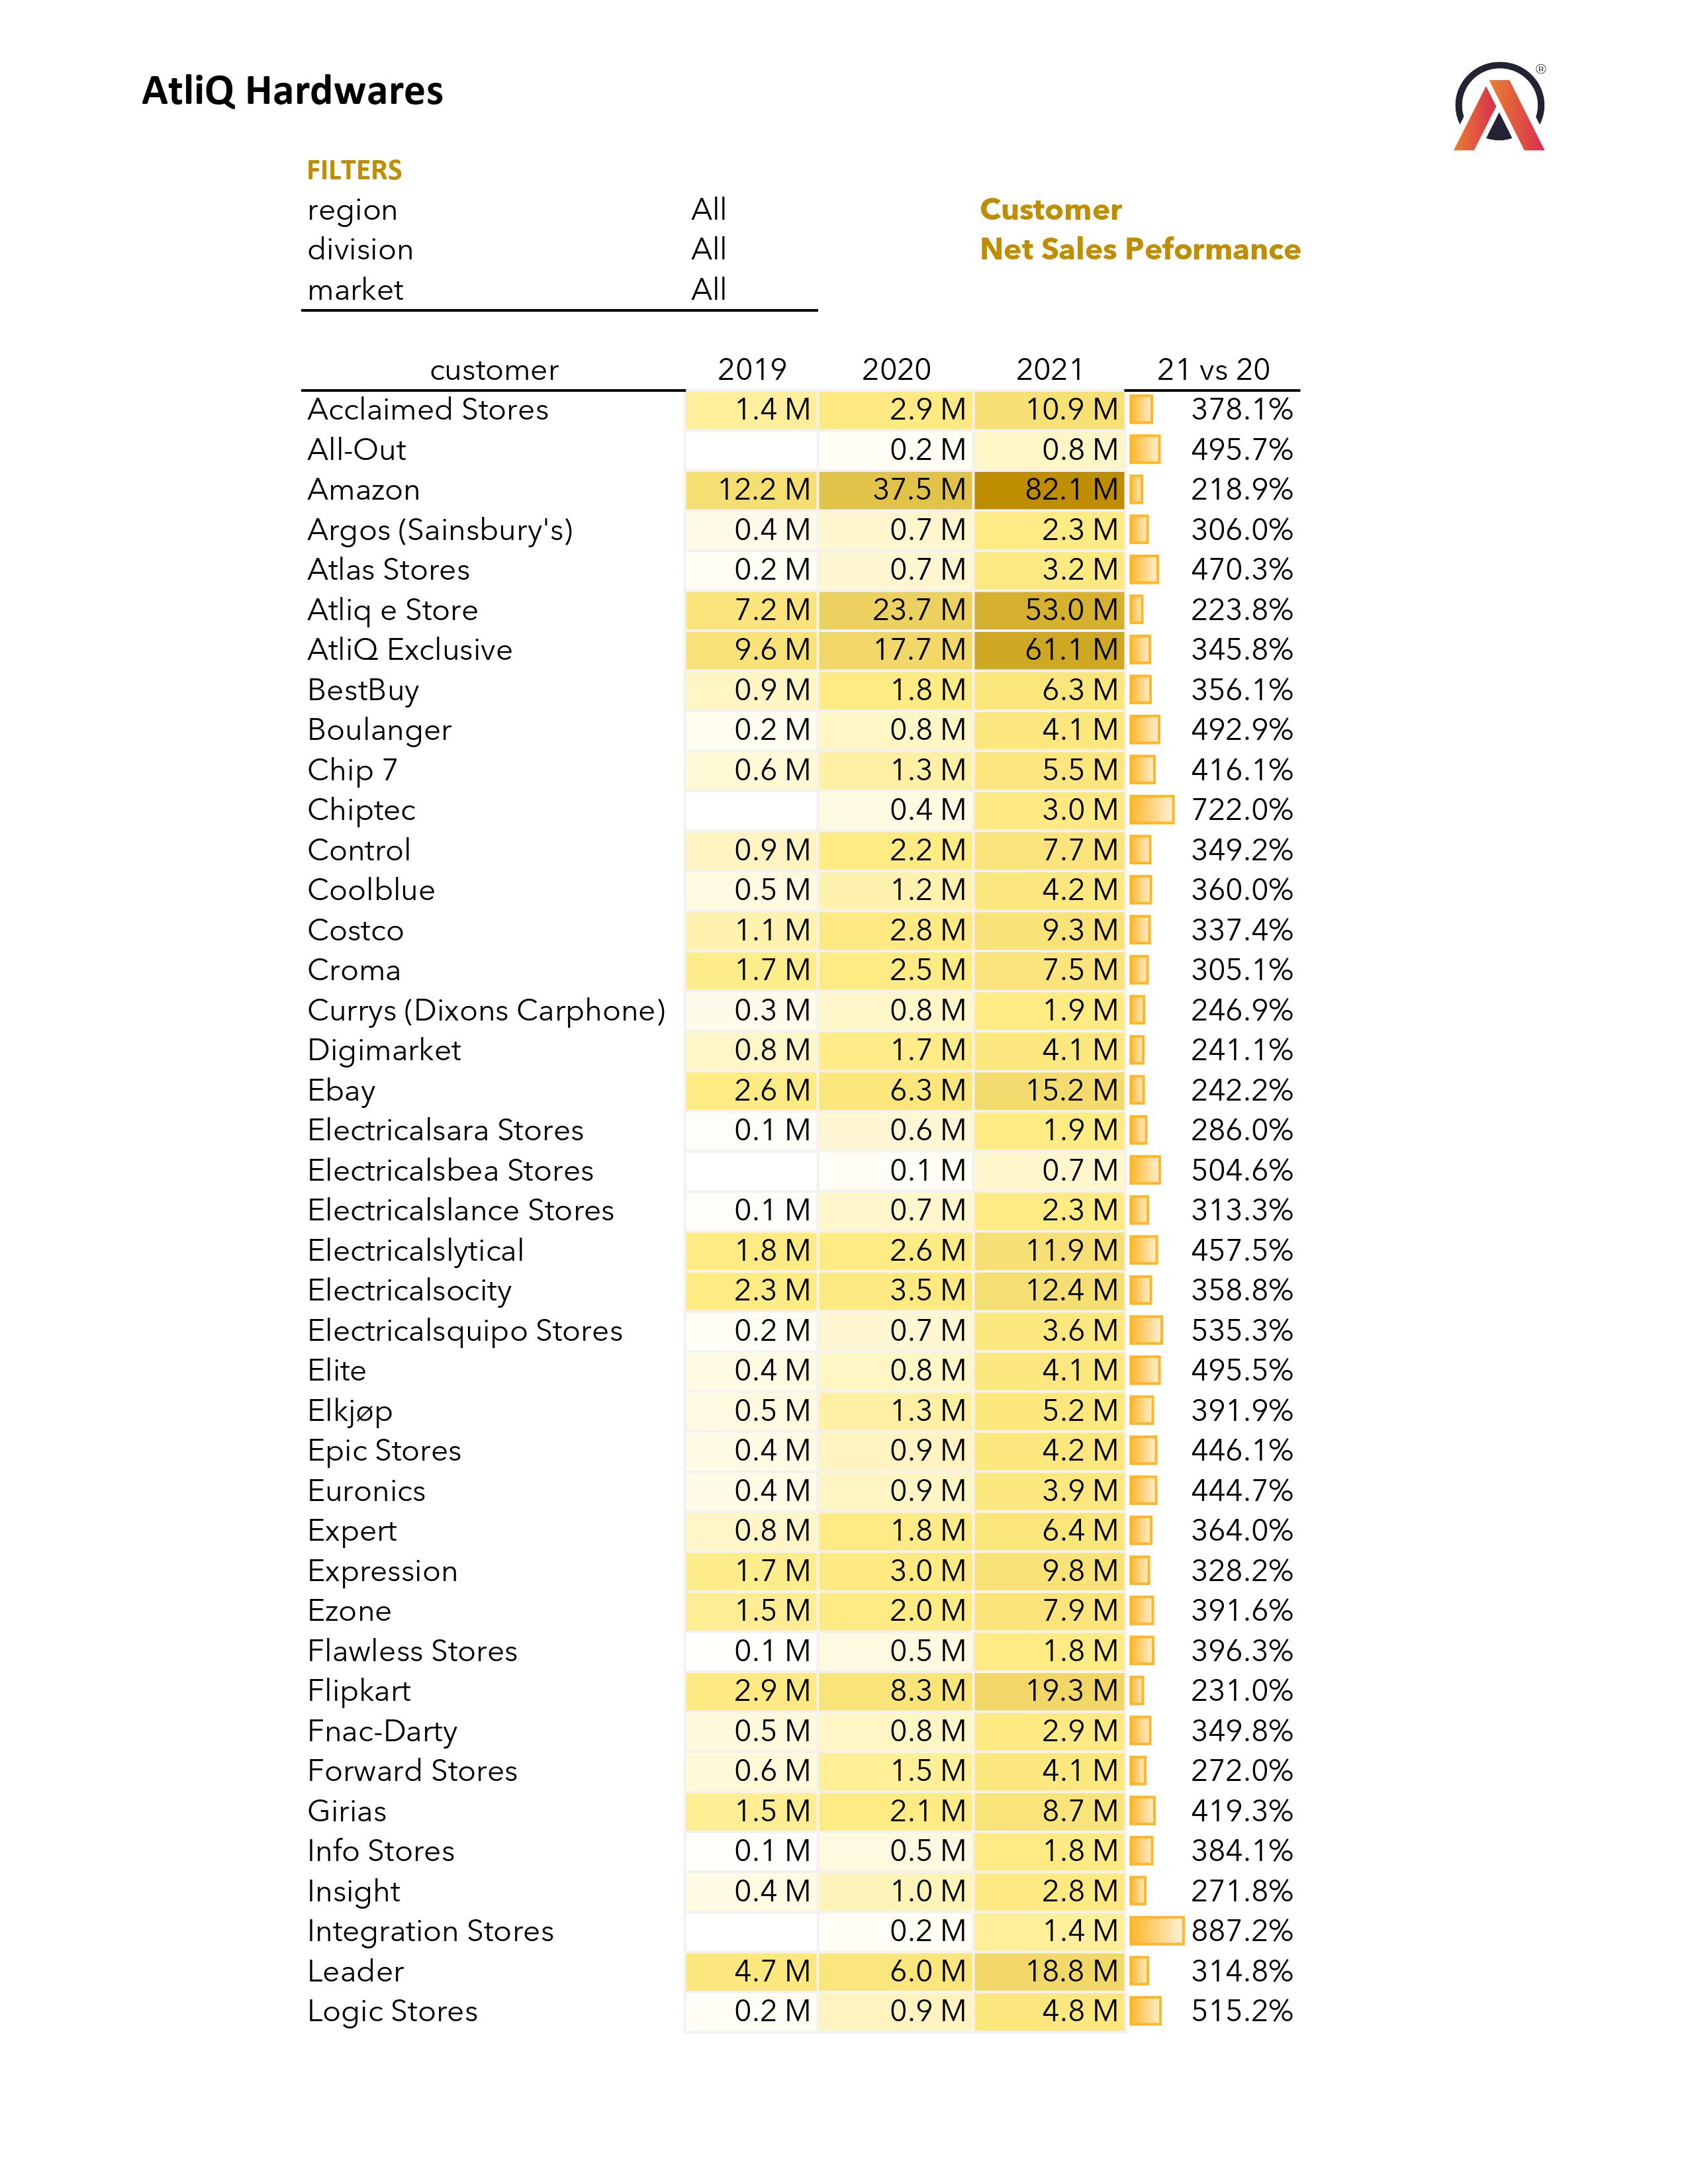 AtliQ Hardwares
®
FILTERS
region All Customer
division All Net Sales Peformance
market All
customer 2019 2020 2021 21 vs 20
Acclaimed Stores 1.4 M 2.9 M 10.9 M 378.1%
All-Out 0.2 M 0.8 M 495.7%
Amazon 12.2 M 37.5 M 82.1 M 218.9%
Argos (Sainsbury's) 0.4 M 0.7 M 2.3 M 306.0%
Atlas Stores 0.2 M 0.7 M 3.2 M 470.3%
Atliq e Store 7.2 M 23.7 M 53.0 M 223.8%
AtliQ Exclusive 9.6 M 17.7 M 61.1 M 345.8%
BestBuy 0.9 M 1.8 M 6.3 M 356.1%
Boulanger 0.2 M 0.8 M 4.1 M 492.9%
Chip 7 0.6 M 1.3 M 5.5 M 416.1%
Chiptec 0.4 M 3.0 M 722.0%
Control 0.9 M 2.2 M 7.7 M 349.2%
Coolblue 0.5 M 1.2 M 4.2 M 360.0%
Costco 1.1 M 2.8 M 9.3 M 337.4%
Croma 1.7 M 2.5 M 7.5 M 305.1%
Currys (Dixons Carphone) 0.3 M 0.8 M 1.9 M 246.9%
Digimarket 0.8 M 1.7 M 4.1 M 241.1%
Ebay 2.6 M 6.3 M 15.2 M 242.2%
Electricalsara Stores 0.1 M 0.6 M 1.9 M 286.0%
Electricalsbea Stores 0.1 M 0.7 M 504.6%
Electricalslance Stores 0.1 M 0.7 M 2.3 M 313.3%
Electricalslytical 1.8 M 2.6 M 11.9 M 457.5%
Electricalsocity 2.3 M 3.5 M 12.4 M 358.8%
Electricalsquipo Stores 0.2 M 0.7 M 3.6 M 535.3%
Elite 0.4 M 0.8 M 4.1 M 495.5%
Elkjøp 0.5 M 1.3 M 5.2 M 391.9%
Epic Stores 0.4 M 0.9 M 4.2 M 446.1%
Euronics 0.4 M 0.9 M 3.9 M 444.7%
Expert 0.8 M 1.8 M 6.4 M 364.0%
Expression 1.7 M 3.0 M 9.8 M 328.2%
Ezone 1.5 M 2.0 M 7.9 M 391.6%
Flawless Stores 0.1 M 0.5 M 1.8 M 396.3%
Flipkart 2.9 M 8.3 M 19.3 M 231.0%
Fnac-Darty 0.5 M 0.8 M 2.9 M 349.8%
Forward Stores 0.6 M 1.5 M 4.1 M 272.0%
Girias 1.5 M 2.1 M 8.7 M 419.3%
Info Stores 0.1 M 0.5 M 1.8 M 384.1%
Insight 0.4 M 1.0 M 2.8 M 271.8%
Integration Stores 0.2 M 1.4 M 887.2%
Leader 4.7 M 6.0 M 18.8 M 314.8%
Logic Stores 0.2 M 0.9 M 4.8 M 515.2%